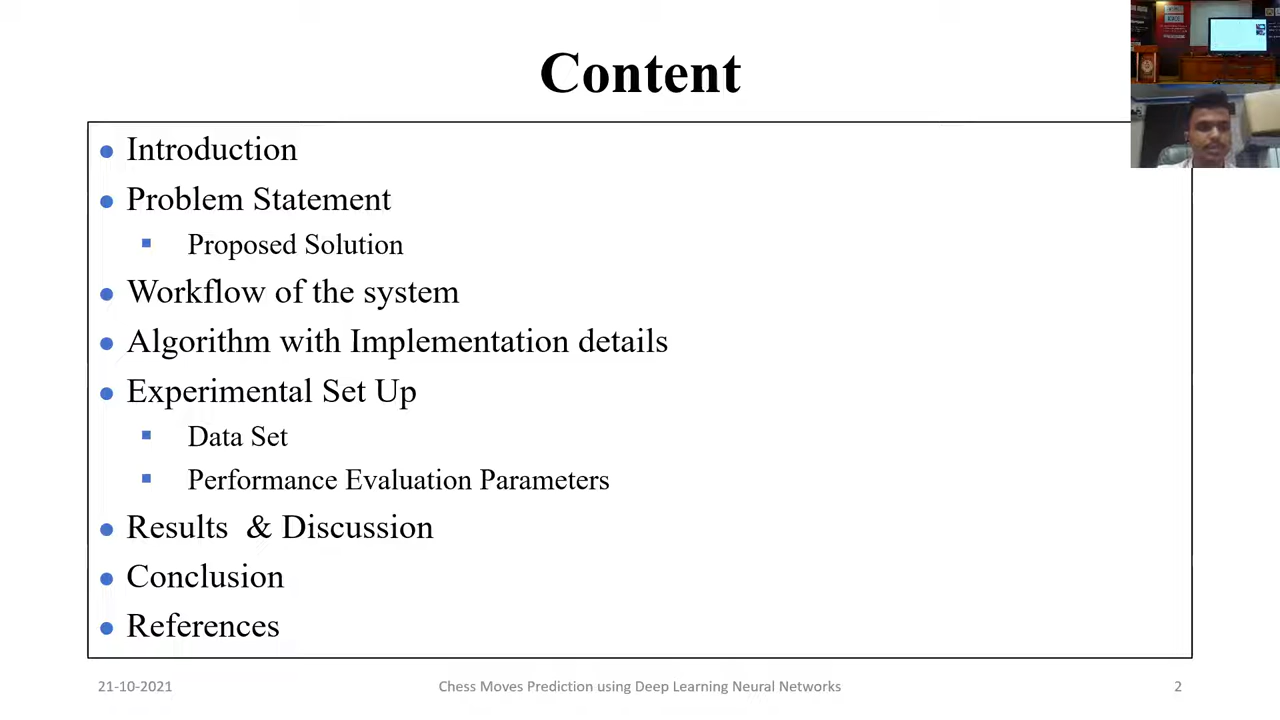 Content
Introduction
Problem Statement
Proposed Solution
Workflow of the system
Algorithm with Implementation details
Experimental Set Up
Data Set
Performance Evaluation Parameters
Results & Discussion
Conclusion
References
21-10-2021
Chess Moves Prediction using Deep Learning Neural Networks
2